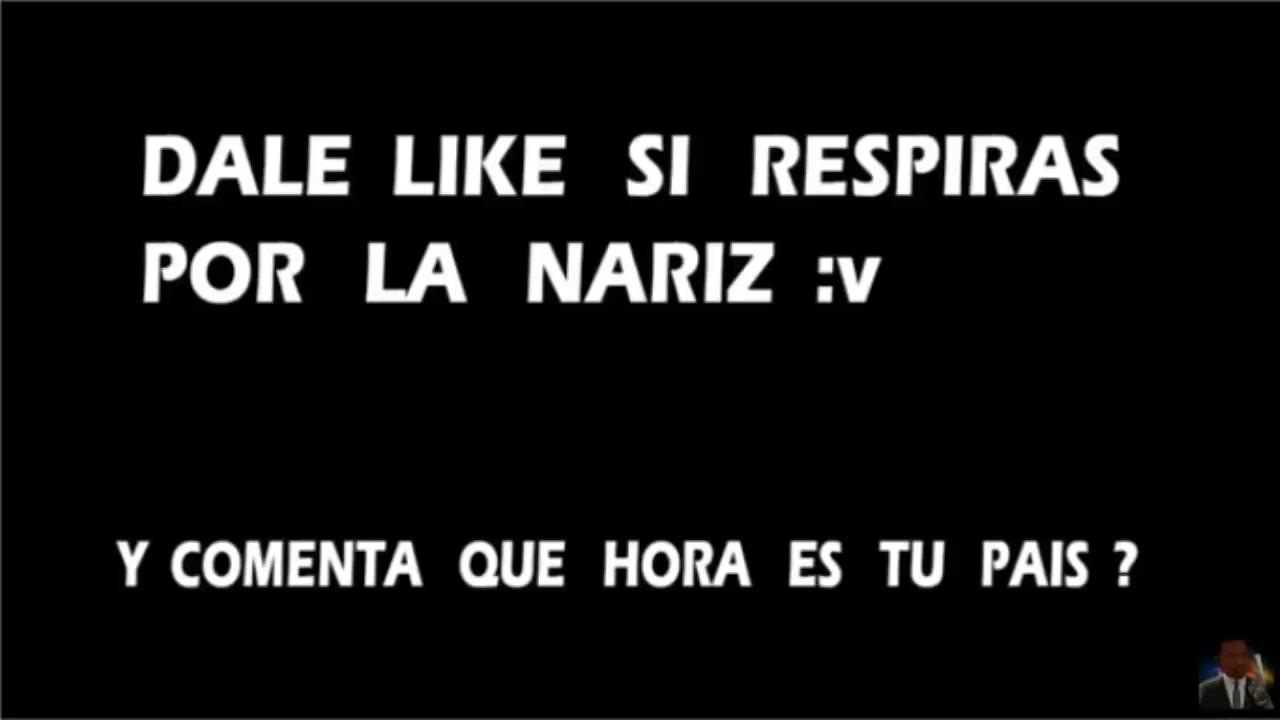 DALE LIKE SI RESPIRAS
POR LA NARIZ :v
Y COMENTA QUE HORA ES TU PAIS ?